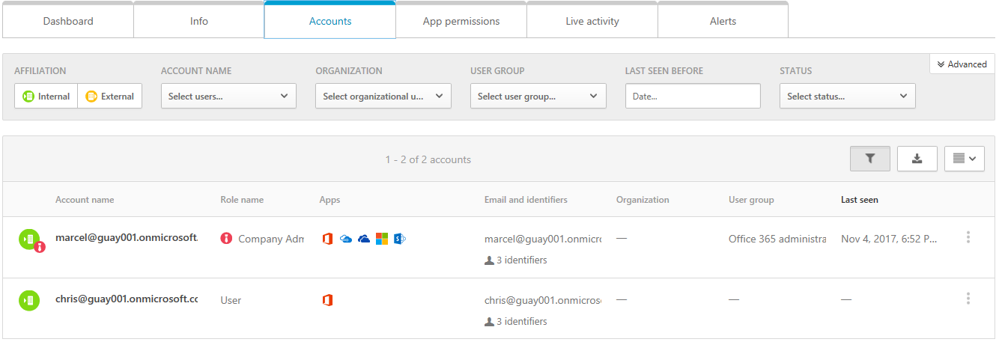 Dashboard Info Accounts App permissions Live activity Alerts
Advanced
AFFILIATION ACCOUNT NAME ORGANIZATION USER GROUP LAST SEEN BEFORE STATUS
Internal External Select users... Select organizational u... Select user group... Date... Select status...
1 - 2 of 2 accounts
Account name Role name Apps Email and identifiers Organization User group Last seen
marcel@guay001.onmicrosoft. Company Adm marcel@guay001.onmicro — Office 365 administra Nov 4, 2017, 6:52 P...
3 identifiers
chris@guay001.onmicrosoft.co User chris@guay001.onmicros — — —
3 identifiers